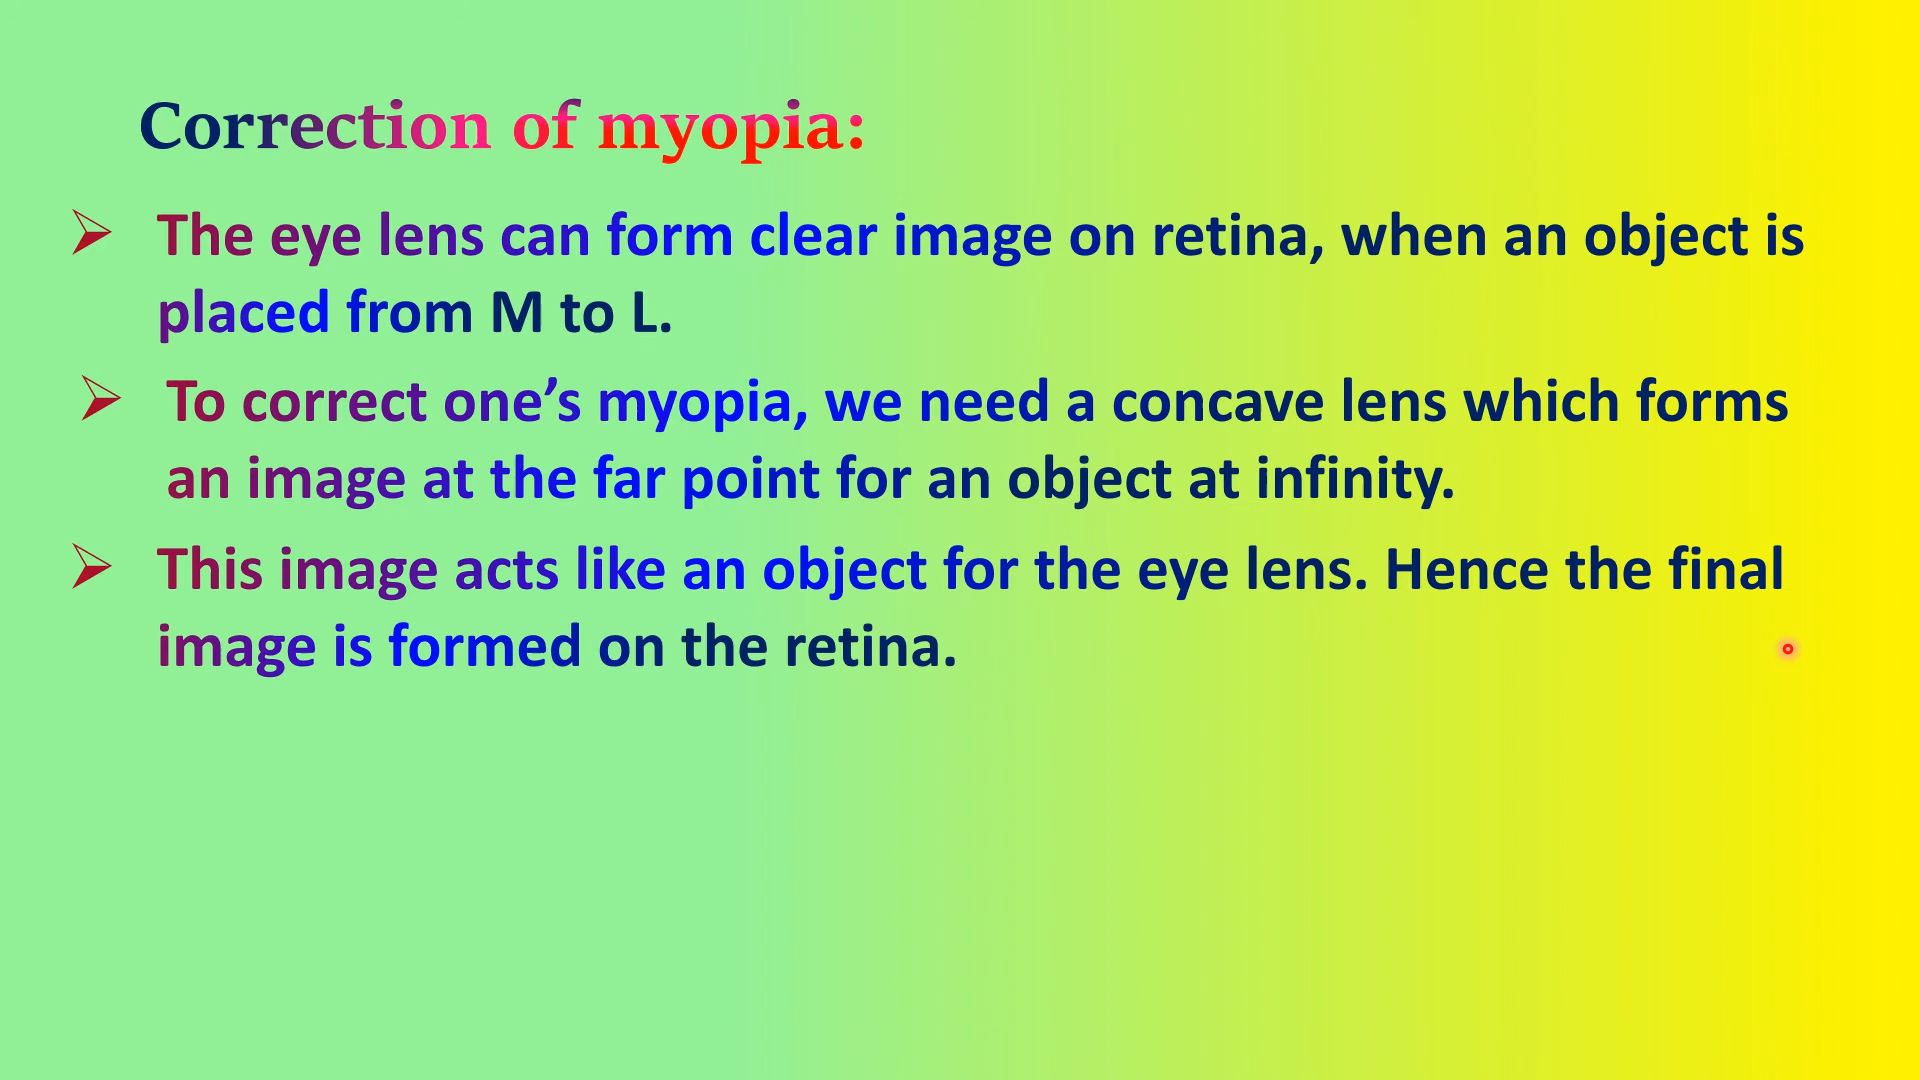 Correction of myopia:
The eye lens can form clear image on retina, when an object is
placed from M to L.
To correct one’s myopia, we need a concave lens which forms
an image at the far point for an object at infinity.
This image acts like an object for the eye lens. Hence the final
image is formed on the retina.